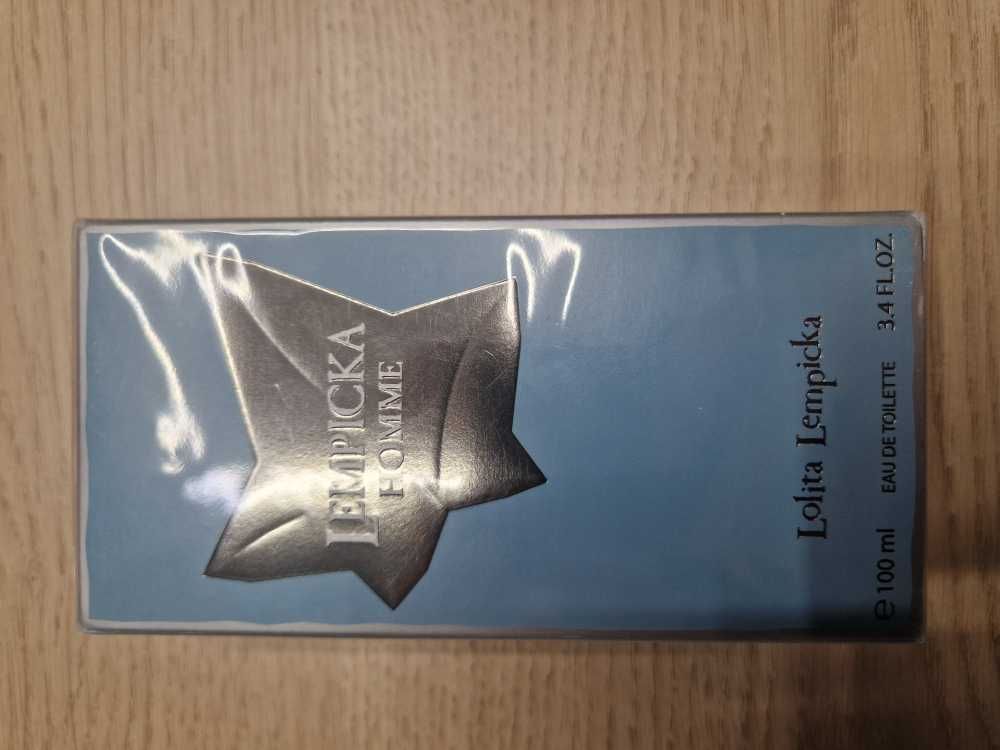 LEMPICKA
HOMME
Lolita Lempicka
℮ 100 ml EAU DE TOILETTE 3.4 FL.OZ.